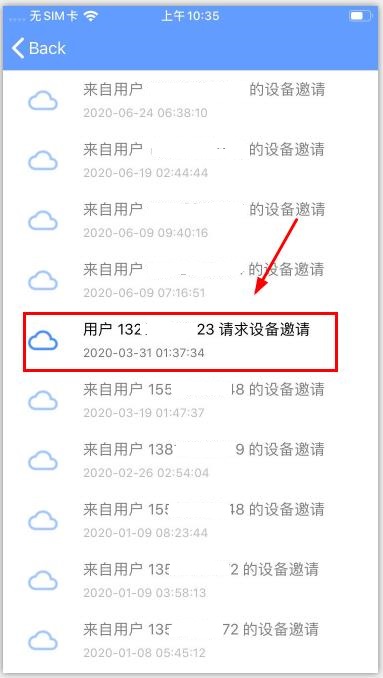 无SIM卡 上午10:35
Back
来自用户 的设备邀请
2020-06-24 06:38:10
来自用户 的设备邀请
2020-06-19 02:44:44
来自用户 的设备邀请
2020-06-09 09:40:16
来自用户 的设备邀请
2020-06-09 07:16:51
用户 132 23 请求设备邀请
2020-03-31 01:37:34
来自用户 155 48 的设备邀请
2020-03-19 01:47:37
来自用户 138 9 的设备邀请
2020-02-26 02:54:04
来自用户 155 48 的设备邀请
2020-01-09 08:23:44
来自用户 135 2 的设备邀请
2020-01-09 03:58:13
来自用户 135 72 的设备邀请
2020-01-08 05:45:12